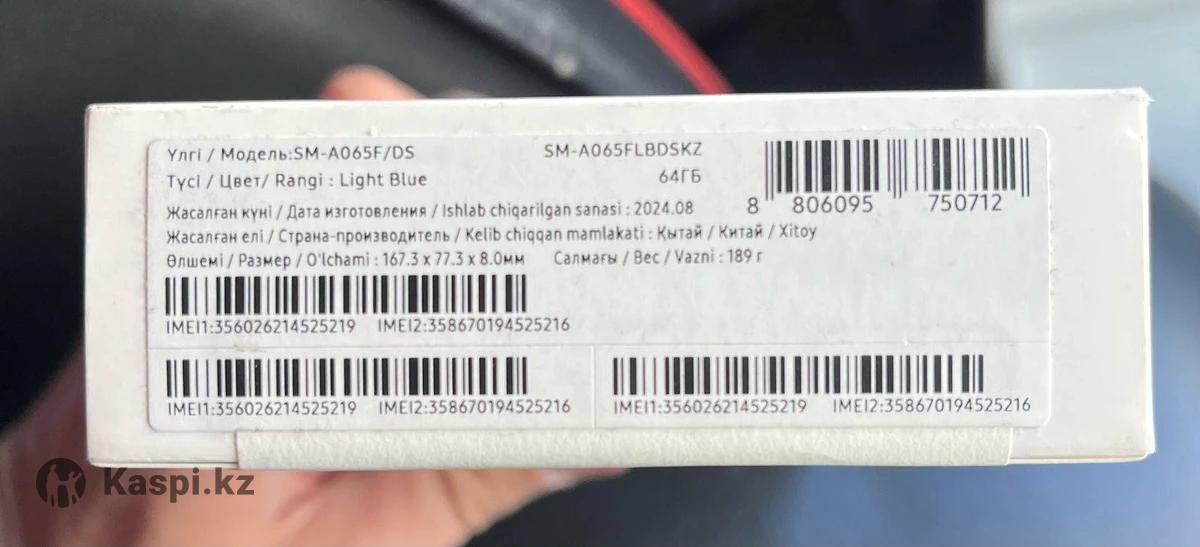 Үлгі / Модель:SM-A065F/DS
SM-A065FLBDSKZ
Түсі / Цвет/ Rangi : Light Blue
64ГБ
8 806095 750712
Жасалған күні / Дата изготовления / Ishlab chiqarilgan sanasi : 2024.08
Жасалған елі / Страна-производитель / Kelib chiqqan mamlakati : Қытай / Китай / Xitoy
Өлшемі / Размер / O'lchami : 167.3 x 77.3 x 8.0мм Салмағы / Вес / Vazni : 189 г
IMEI1:356026214525219 IMEI2:358670194525216
IMEI1:356026214525219 IMEI2:358670194525216
IMEI1:356026214525219 IMEI2:358670194525216
Kaspi.kz